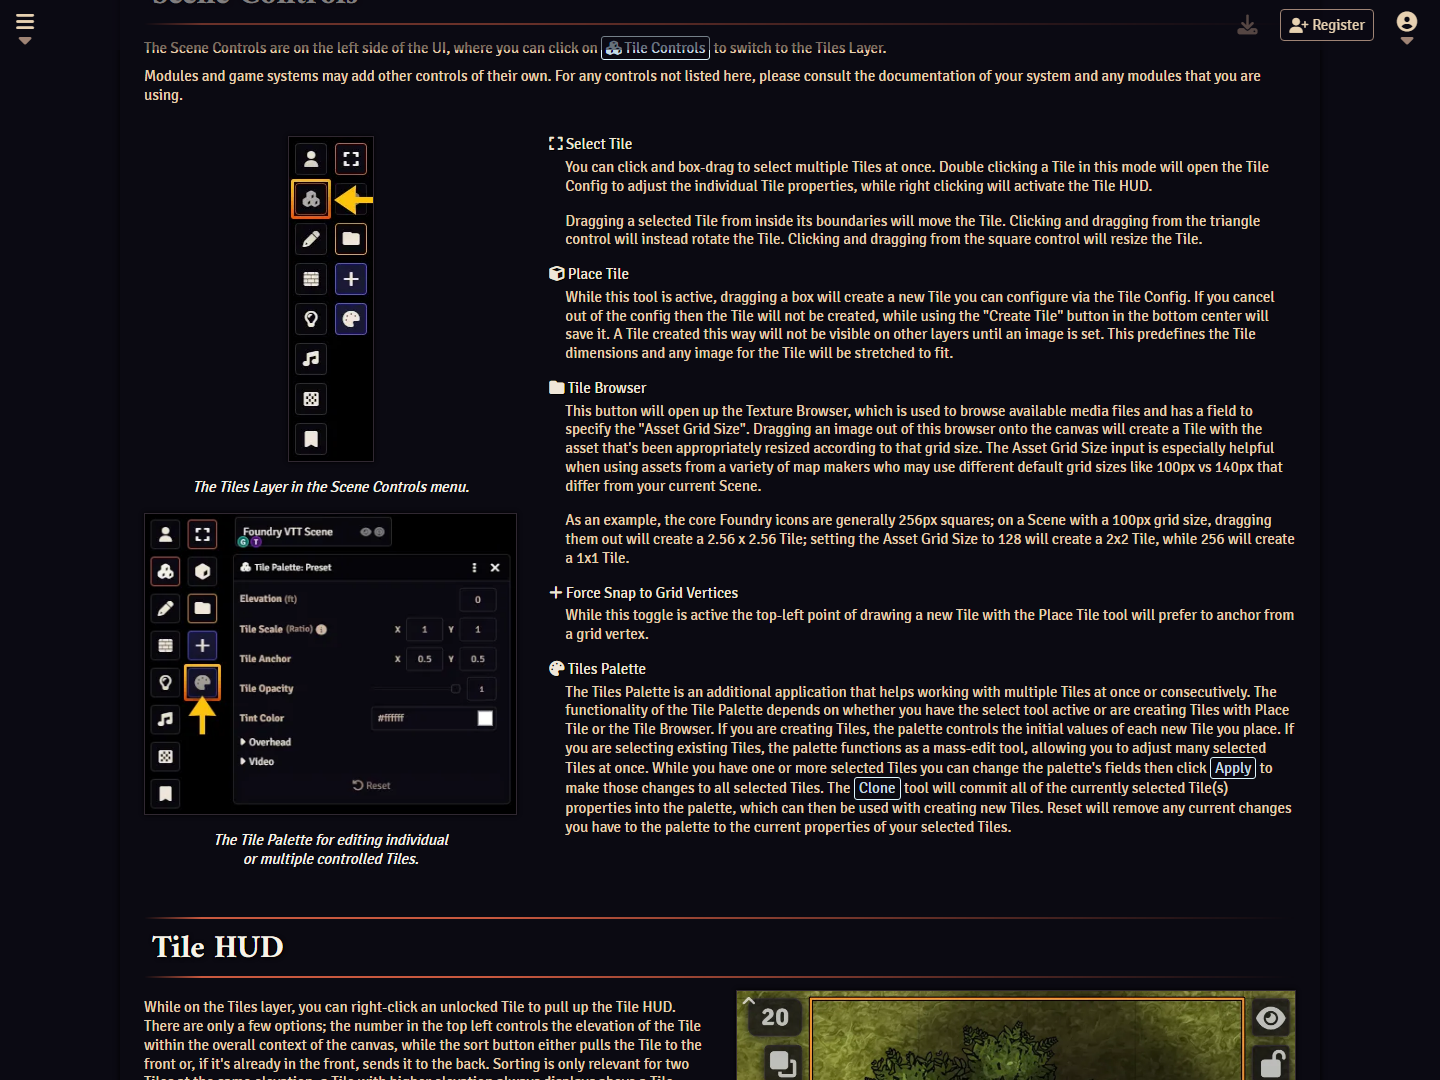 Scene Controls
Register
The Scene Controls are on the left side of the UI, where you can click on Tile Controls to switch to the Tiles Layer.
Modules and game systems may add other controls of their own. For any controls not listed here, please consult the documentation of your system and any modules that you are
using.
The Tiles Layer in the Scene Controls menu.
Foundry VTT Scene
G T
Tile Palette: Preset
Elevation (ft) 0
Tile Scale (Ratio) X 1 Y 1
Tile Anchor X 0.5 Y 0.5
Tile Opacity 1
Tint Color #ffffff
Overhead
Video
Reset
The Tile Palette for editing individual
or multiple controlled Tiles.
Select Tile
You can click and box-drag to select multiple Tiles at once. Double clicking a Tile in this mode will open the Tile
Config to adjust the individual Tile properties, while right clicking will activate the Tile HUD.
Dragging a selected Tile from inside its boundaries will move the Tile. Clicking and dragging from the triangle
control will instead rotate the Tile. Clicking and dragging from the square control will resize the Tile.
Place Tile
While this tool is active, dragging a box will create a new Tile you can configure via the Tile Config. If you cancel
out of the config then the Tile will not be created, while using the "Create Tile" button in the bottom center will
save it. A Tile created this way will not be visible on other layers until an image is set. This predefines the Tile
dimensions and any image for the Tile will be stretched to fit.
Tile Browser
This button will open up the Texture Browser, which is used to browse available media files and has a field to
specify the "Asset Grid Size". Dragging an image out of this browser onto the canvas will create a Tile with the
asset that's been appropriately resized according to that grid size. The Asset Grid Size input is especially helpful
when using assets from a variety of map makers who may use different default grid sizes like 100px vs 140px that
differ from your current Scene.
As an example, the core Foundry icons are generally 256px squares; on a Scene with a 100px grid size, dragging
them out will create a 2.56 x 2.56 Tile; setting the Asset Grid Size to 128 will create a 2x2 Tile, while 256 will create
a 1x1 Tile.
Force Snap to Grid Vertices
While this toggle is active the top-left point of drawing a new Tile with the Place Tile tool will prefer to anchor from
a grid vertex.
Tiles Palette
The Tiles Palette is an additional application that helps working with multiple Tiles at once or consecutively. The
functionality of the Tile Palette depends on whether you have the select tool active or are creating Tiles with Place
Tile or the Tile Browser. If you are creating Tiles, the palette controls the initial values of each new Tile you place. If
you are selecting existing Tiles, the palette functions as a mass-edit tool, allowing you to adjust many selected
Tiles at once. While you have one or more selected Tiles you can change the palette's fields then click Apply to
make those changes to all selected Tiles. The Clone tool will commit all of the currently selected Tile(s)
properties into the palette, which can then be used with creating new Tiles. Reset will remove any current changes
you have to the palette to the current properties of your selected Tiles.
Tile HUD
While on the Tiles layer, you can right-click an unlocked Tile to pull up the Tile HUD.
There are only a few options; the number in the top left controls the elevation of the Tile
within the overall context of the canvas, while the sort button either pulls the Tile to the
front or, if it's already in the front, sends it to the back. Sorting is only relevant for two
Tiles at the same elevation, a Tile with higher elevation always displays above a Tile
20